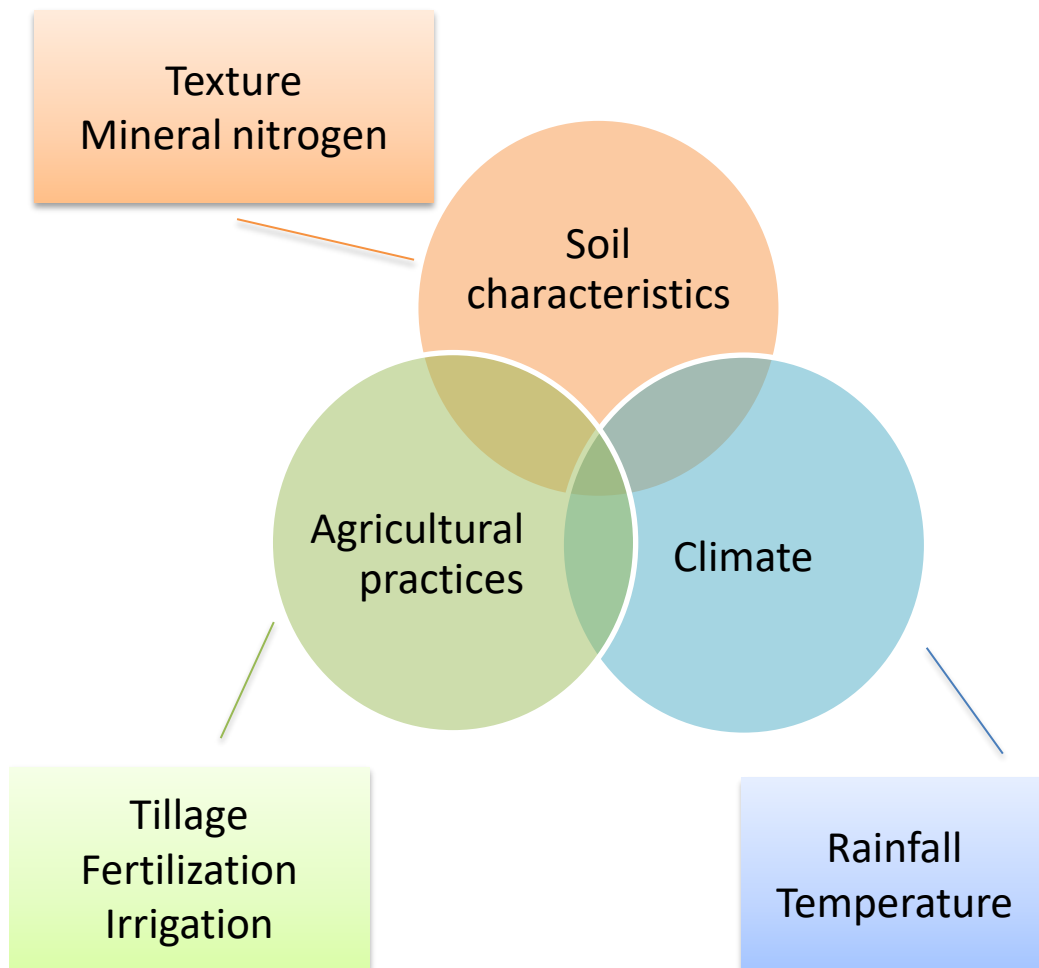 Texture
Mineral nitrogen
Soil
characteristics
Agricultural
practices
Climate
Tillage
Fertilization
Irrigation
Rainfall
Temperature